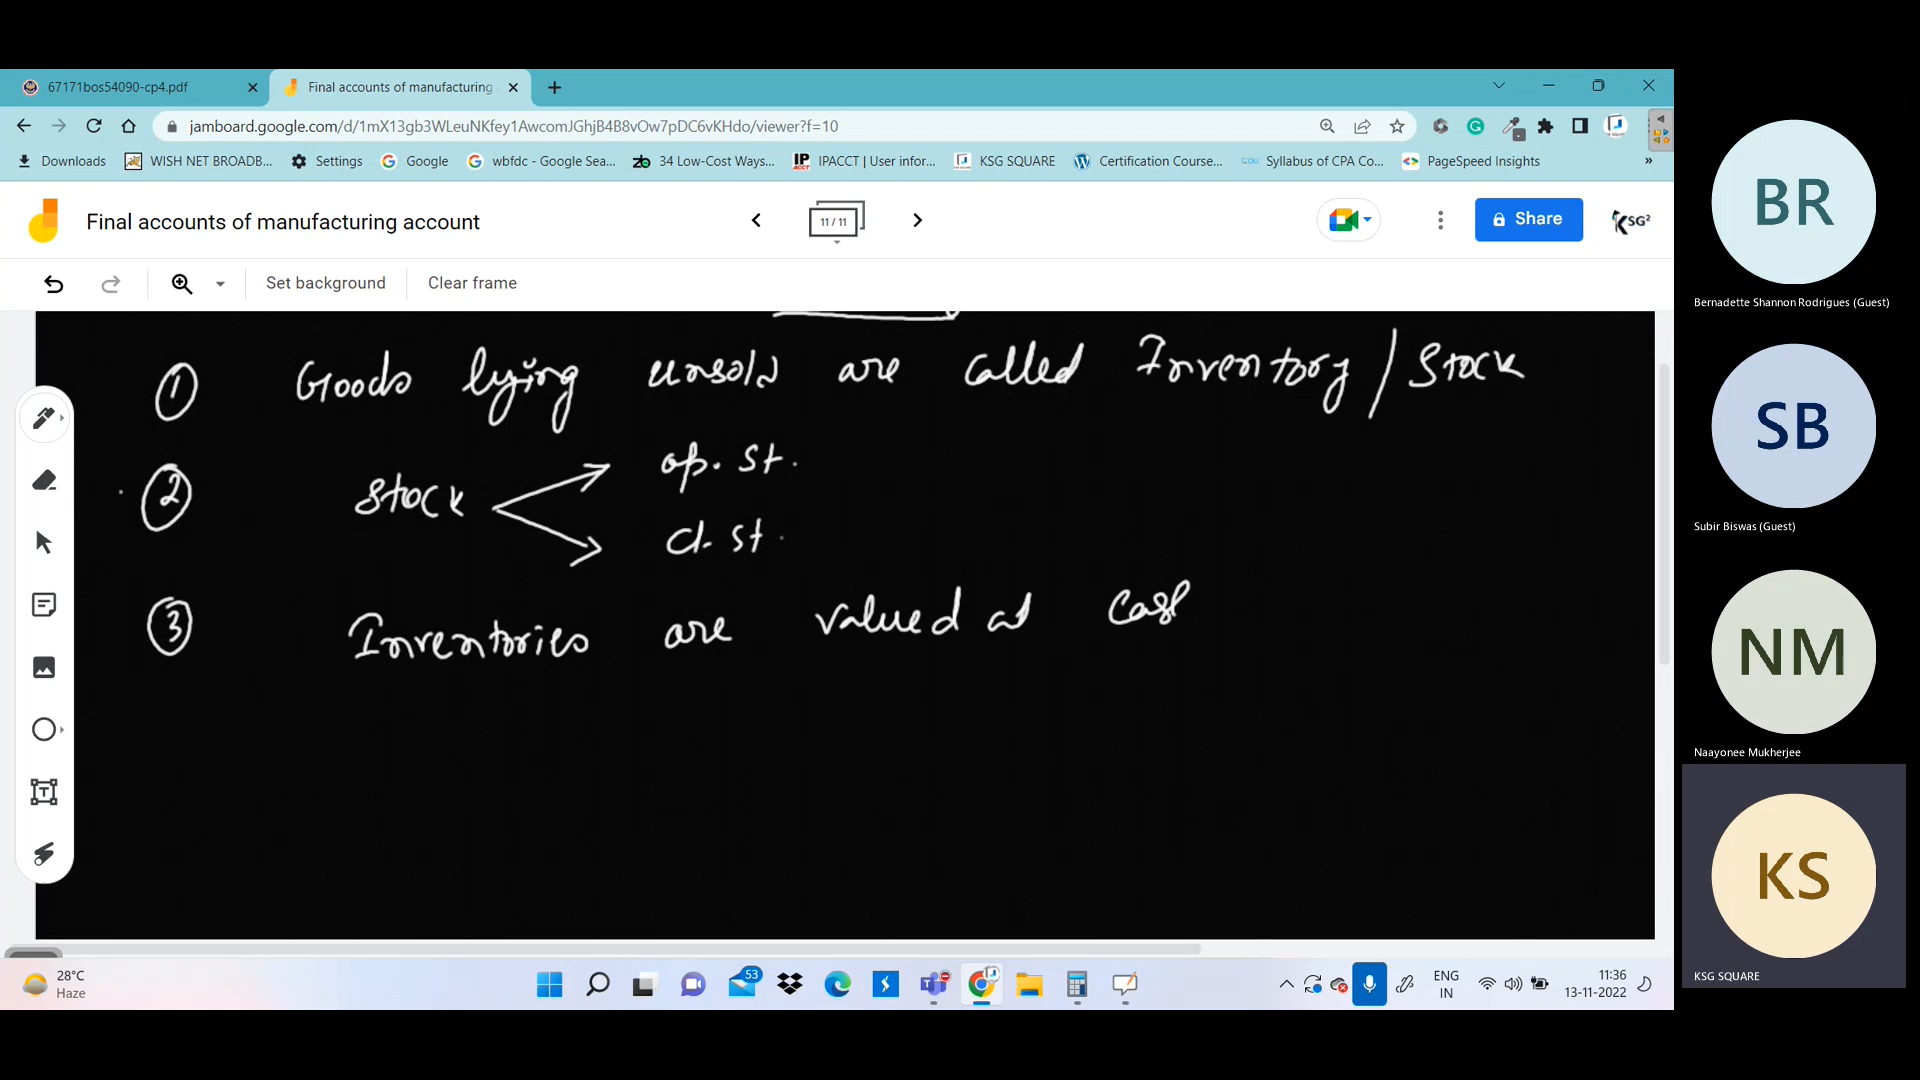 67171bos54090-cp4.pdf
Final accounts of manufacturing
jamboard.google.com/d/1mX13gb3WLeuNKfey1AwcomJGhjB4B8vOw7pDC6vKHdo/viewer?f=10
Downloads WISH NET BROADB... Settings Google wbfdc - Google Sea... 34 Low-Cost Ways... IPACCT | User infor... KSG SQUARE Certification Course... Syllabus of CPA Co... PageSpeed Insights »
Final accounts of manufacturing account
11 / 11
Share
KSG²
Set background Clear frame
① Goods lying unsold are called Inventory / Stock
② Stock op. st.
cl. st.
③ Inventories are valued at
BR
Bernadette Shannon Rodrigues (Guest)
SB
Subir Biswas (Guest)
NM
Naayonee Mukherjee
KS
KSG SQUARE
28°C
Haze
53
ENG
IN
11:36
13-11-2022